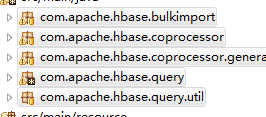 com.apache.hbase.bulkimport
com.apache.hbase.coprocessor
com.apache.hbase.coprocessor.genera
com.apache.hbase.query
com.apache.hbase.query.util